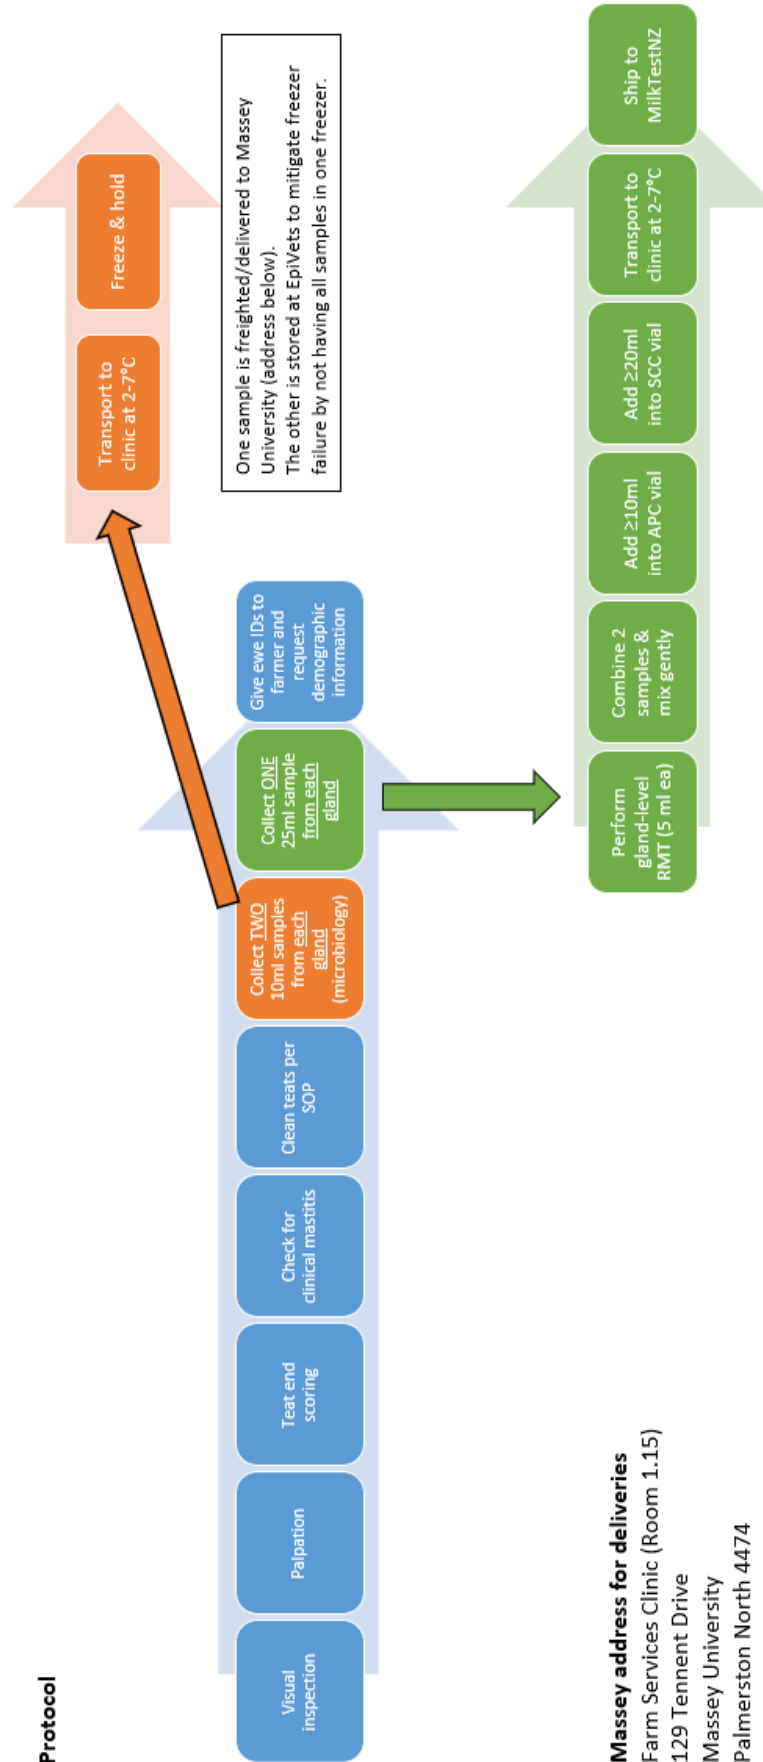 Protocol
Visual
inspection
Palpation
Teat end
scoring
Check for
clinical mastitis
Clean teats per
SOP
Collect TWO
10ml samples
from each
gland
(microbiology)
Collect ONE
25ml sample
from each
gland
Give ewe IDs to
farmer and
request
demographic
information
Transport to
clinic at 2-7°C
Freeze & hold
One sample is freighted/delivered to Massey
University (address below).
The other is stored at EpiVets to mitigate freezer
failure by not having all samples in one freezer.
Perform
gland-level
RMT (5 ml ea)
Combine 2
samples &
mix gently
Add ≥10ml
into APC vial
Add ≥20ml
into SCC vial
Transport to
clinic at 2-7°C
Ship to
MilkTestNZ
Massey address for deliveries
Farm Services Clinic (Room 1.15)
129 Tennent Drive
Massey University
Palmerston North 4474